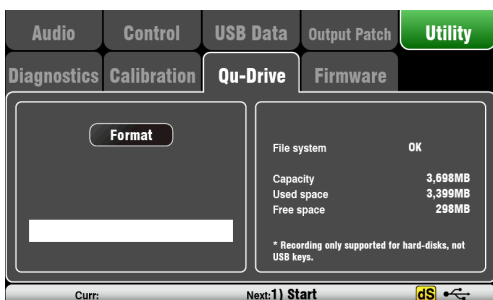 Audio Control USB Data Output Patch Utility
Diagnostics Calibration Qu-Drive Firmware
Format
File system OK
Capacity 3,698MB
Used space 3,399MB
Free space 298MB
* Recording only supported for hard-disks, not
USB keys.
Curr: Next:1) Start dS